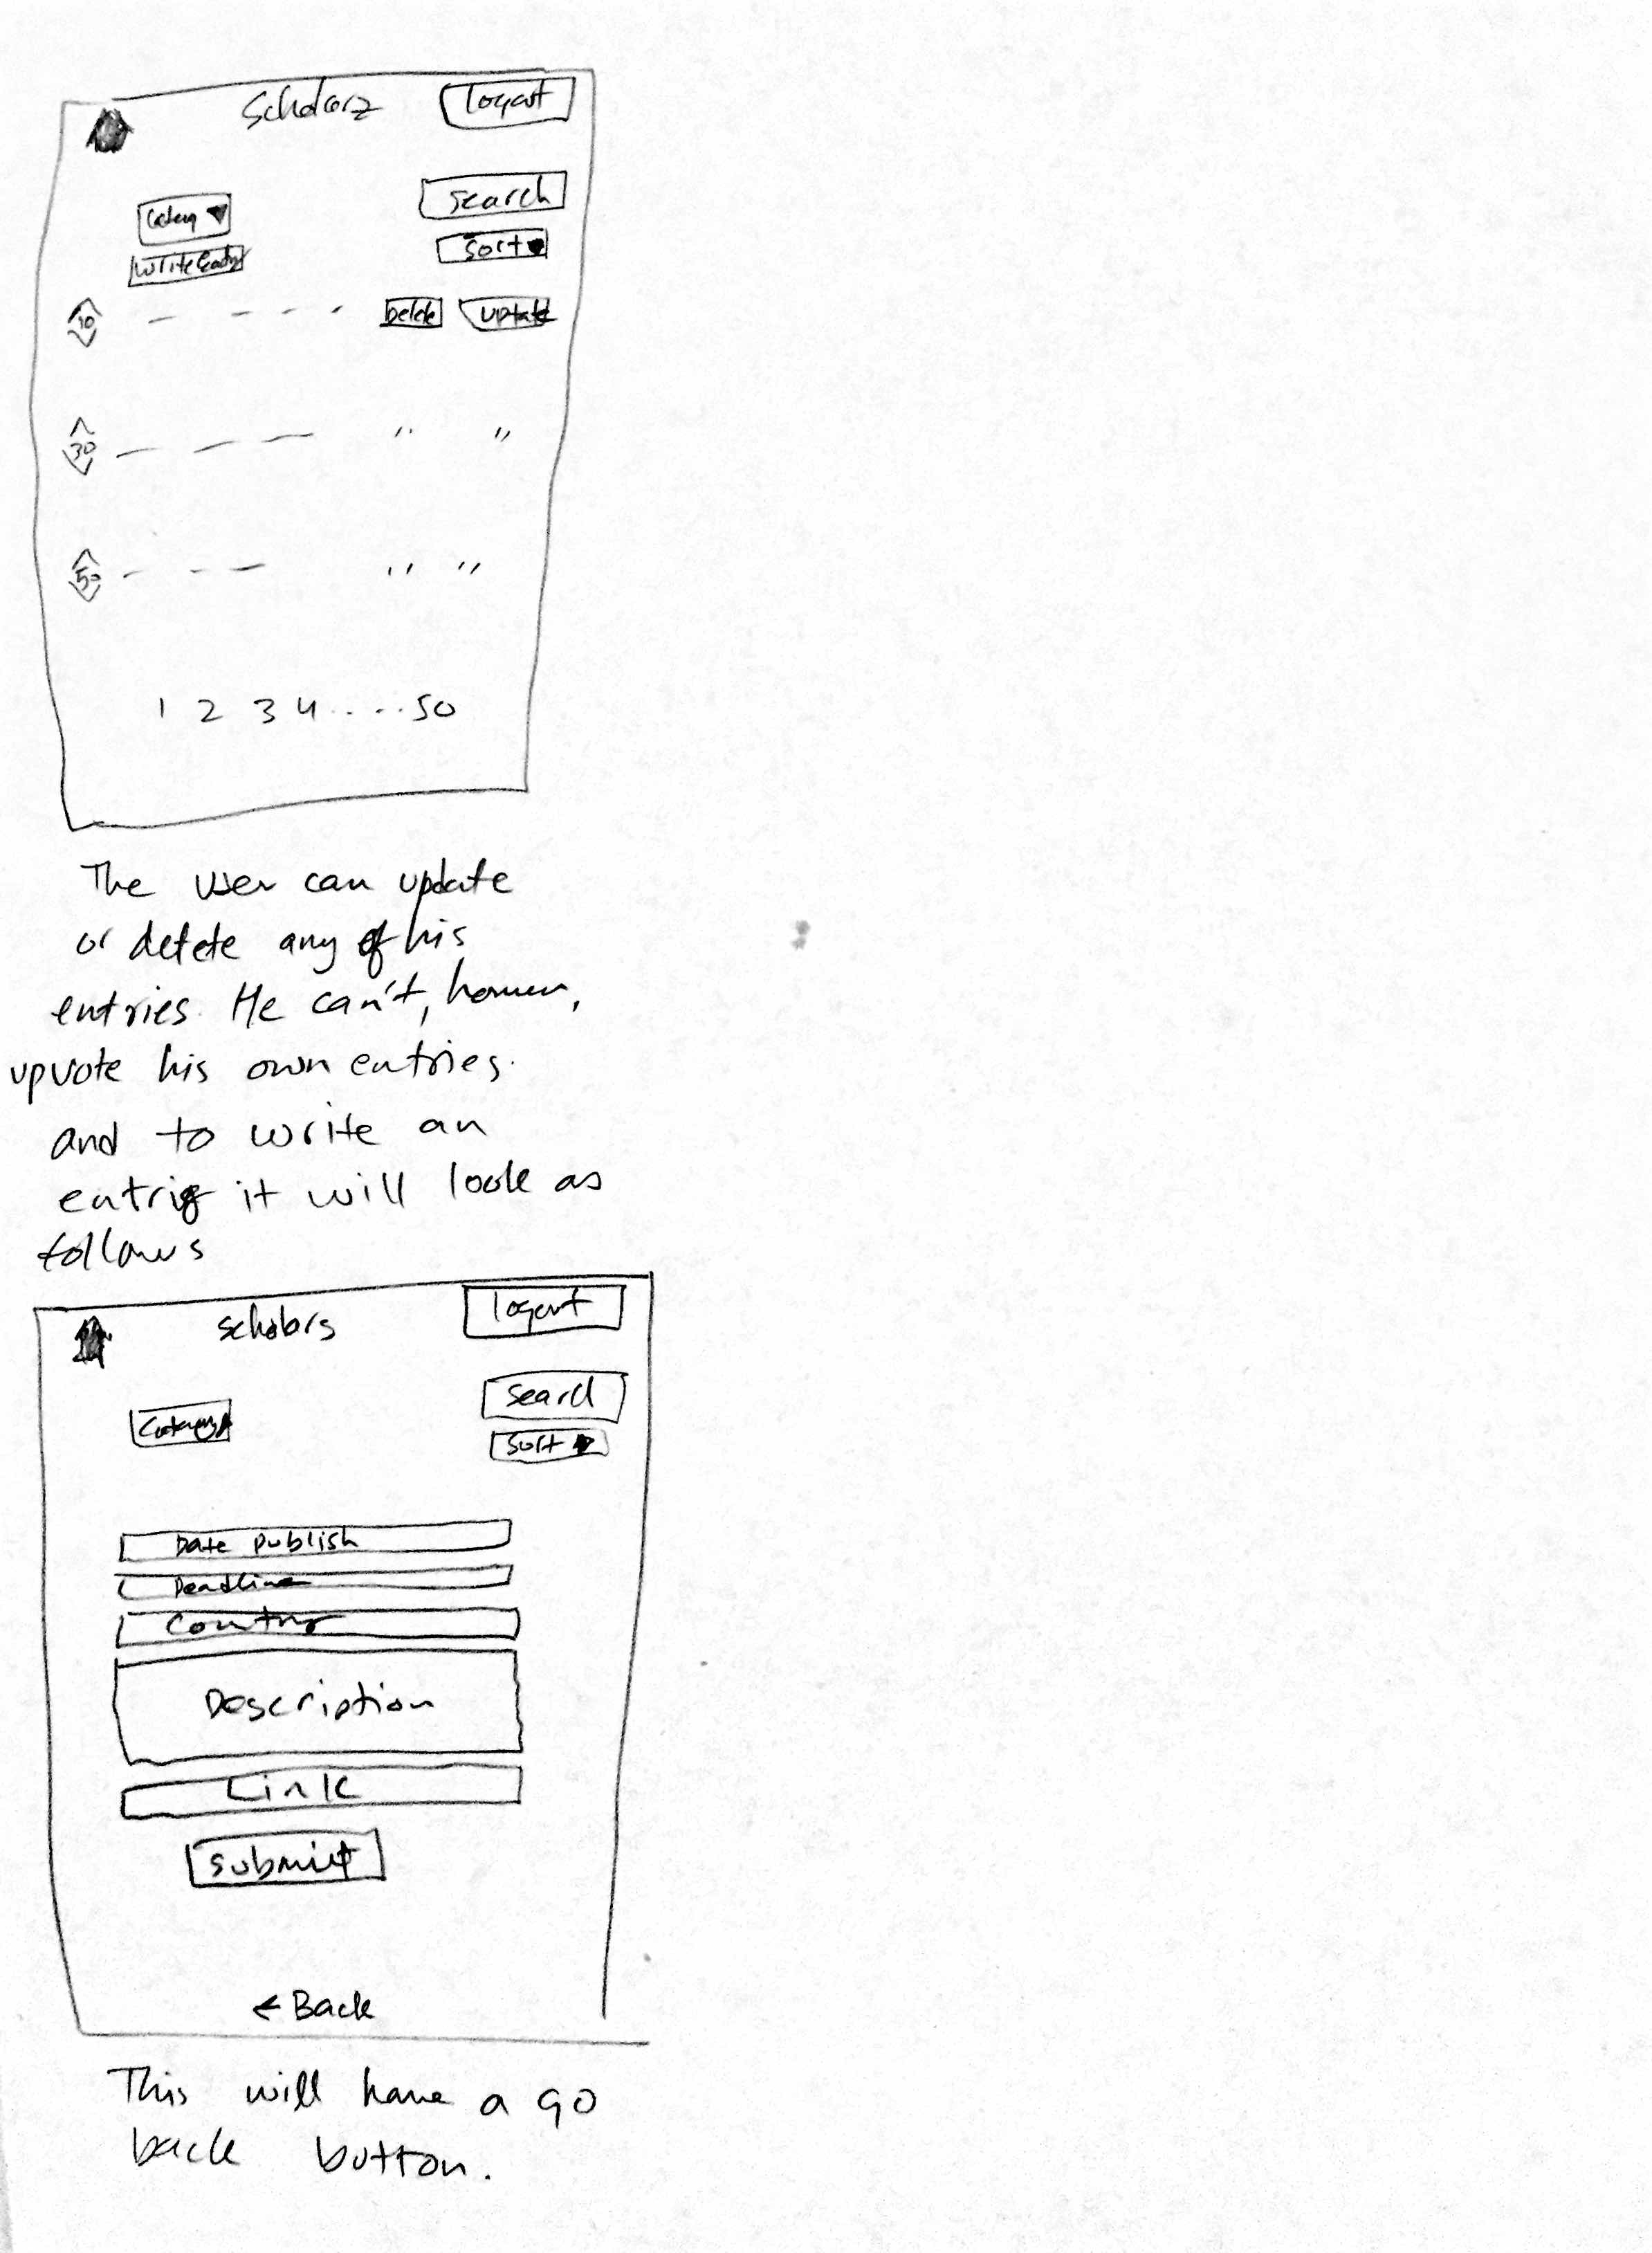 Scholarz
logout
Search
Sort
Delete Update
10
30
" "
50
" "
1 2 3 4 .... 50
The user can update
or delete any of his
entries. He can't, however,
upvote his own entries.
and to write an
entrie it will look as
follows
scholars
logout
Search
Sort
Category
Date publish
Deadline
Country
Description
Link
submit
← Back
This will have a go
back button.